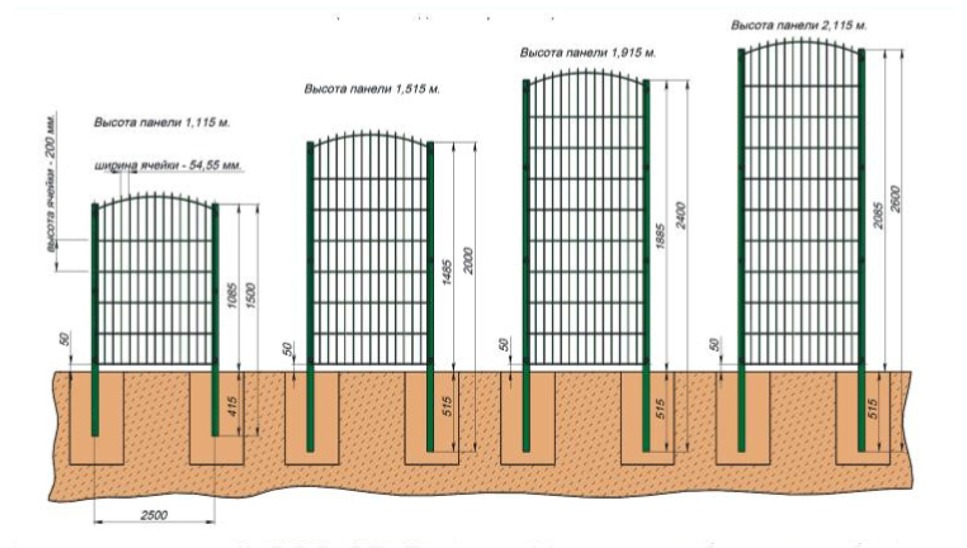 Высота панели 2,115 м.
Высота панели 1,915 м.
Высота панели 1,515 м.
Высота панели 1,115 м.
ширина ячейки - 54,55 мм.
высота ячейки - 200 мм.
50
1085
1500
415
2500
50
1485
2000
515
50
1885
2400
515
50
2085
2600
515